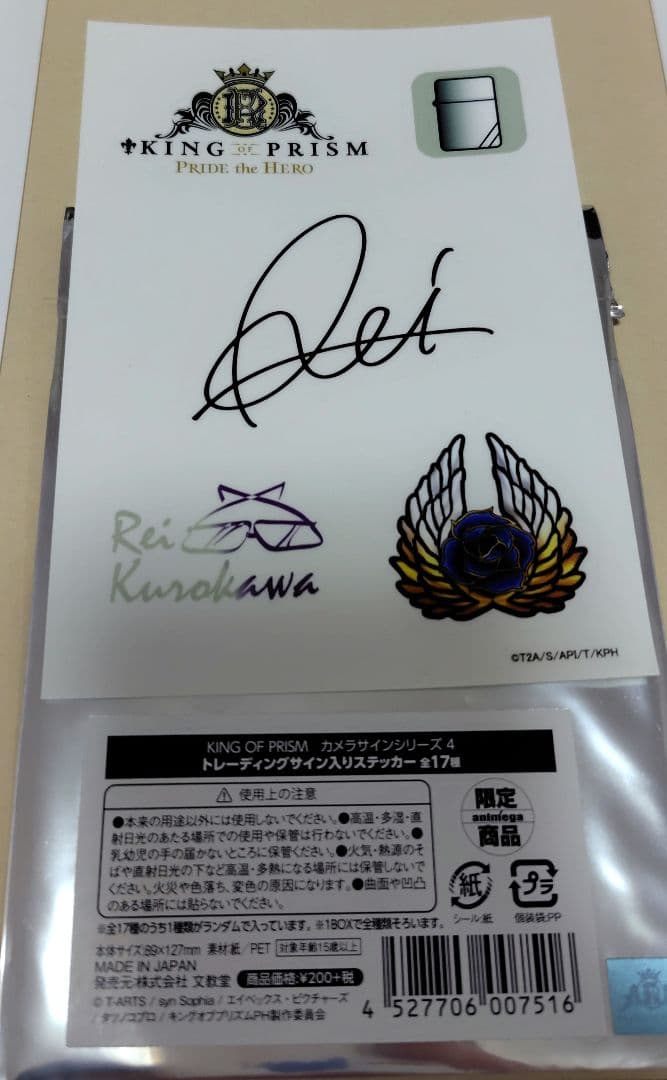 R
KING OF PRISM
PRIDE the HERO
Rei
Rei
Kurokawa
©T2A/S/API/T/KPH
KING OF PRISM カメラサインシリーズ 4
トレーディングサイン入りステッカー 全17種
使用上の注意
●本来の用途以外には使用しないでください。●高温・多湿・直
射日光のあたる場所での使用や保管は行わないでください。●
乳幼児の手の届かないところに保管ください。●火気・熱源のそ
ばや直射日光の下など高温・多熱になる場所には保管しないで
ください。火災や色落ち、変色の原因になります。●曲面や凹凸
のある場所には貼らないでください。
限定
animega
商品
紙
シール:紙
プラ
個装袋:PP
※全17種のうち1種類がランダムで入っています。※1BOXで全種類そろいます。
本体サイズ:89×127mm 素材:紙/PET 対象年齢15歳以上
MADE IN JAPAN
発売元:株式会社 文教堂 商品価格:¥200+税
© T-ARTS / syn Sophia / エイベックス・ピクチャーズ
/ タツノコプロ / キングオブプリズムPH製作委員会
4 527706 007516